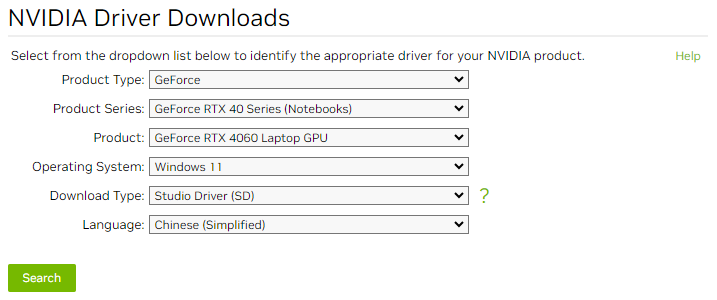 NVIDIA Driver Downloads
Select from the dropdown list below to identify the appropriate driver for your NVIDIA product. Help
Product Type: GeForce
Product Series: GeForce RTX 40 Series (Notebooks)
Product: GeForce RTX 4060 Laptop GPU
Operating System: Windows 11
Download Type: Studio Driver (SD) ?
Language: Chinese (Simplified)
Search